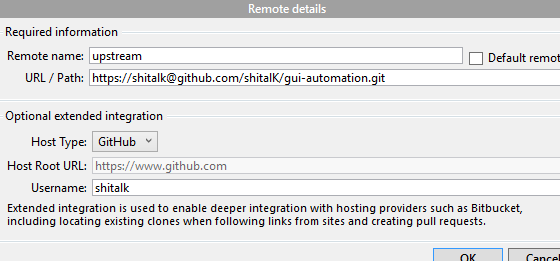 Remote details
Required information
Remote name: upstream
Default remot
URL / Path: https://shitalk@github.com/shitalK/gui-automation.git
Optional extended integration
Host Type: GitHub
Host Root URL: https://www.github.com
Username: shitalk
Extended integration is used to enable deeper integration with hosting providers such as Bitbucket,
including locating existing clones when following links from sites and creating pull requests.
OK Cance